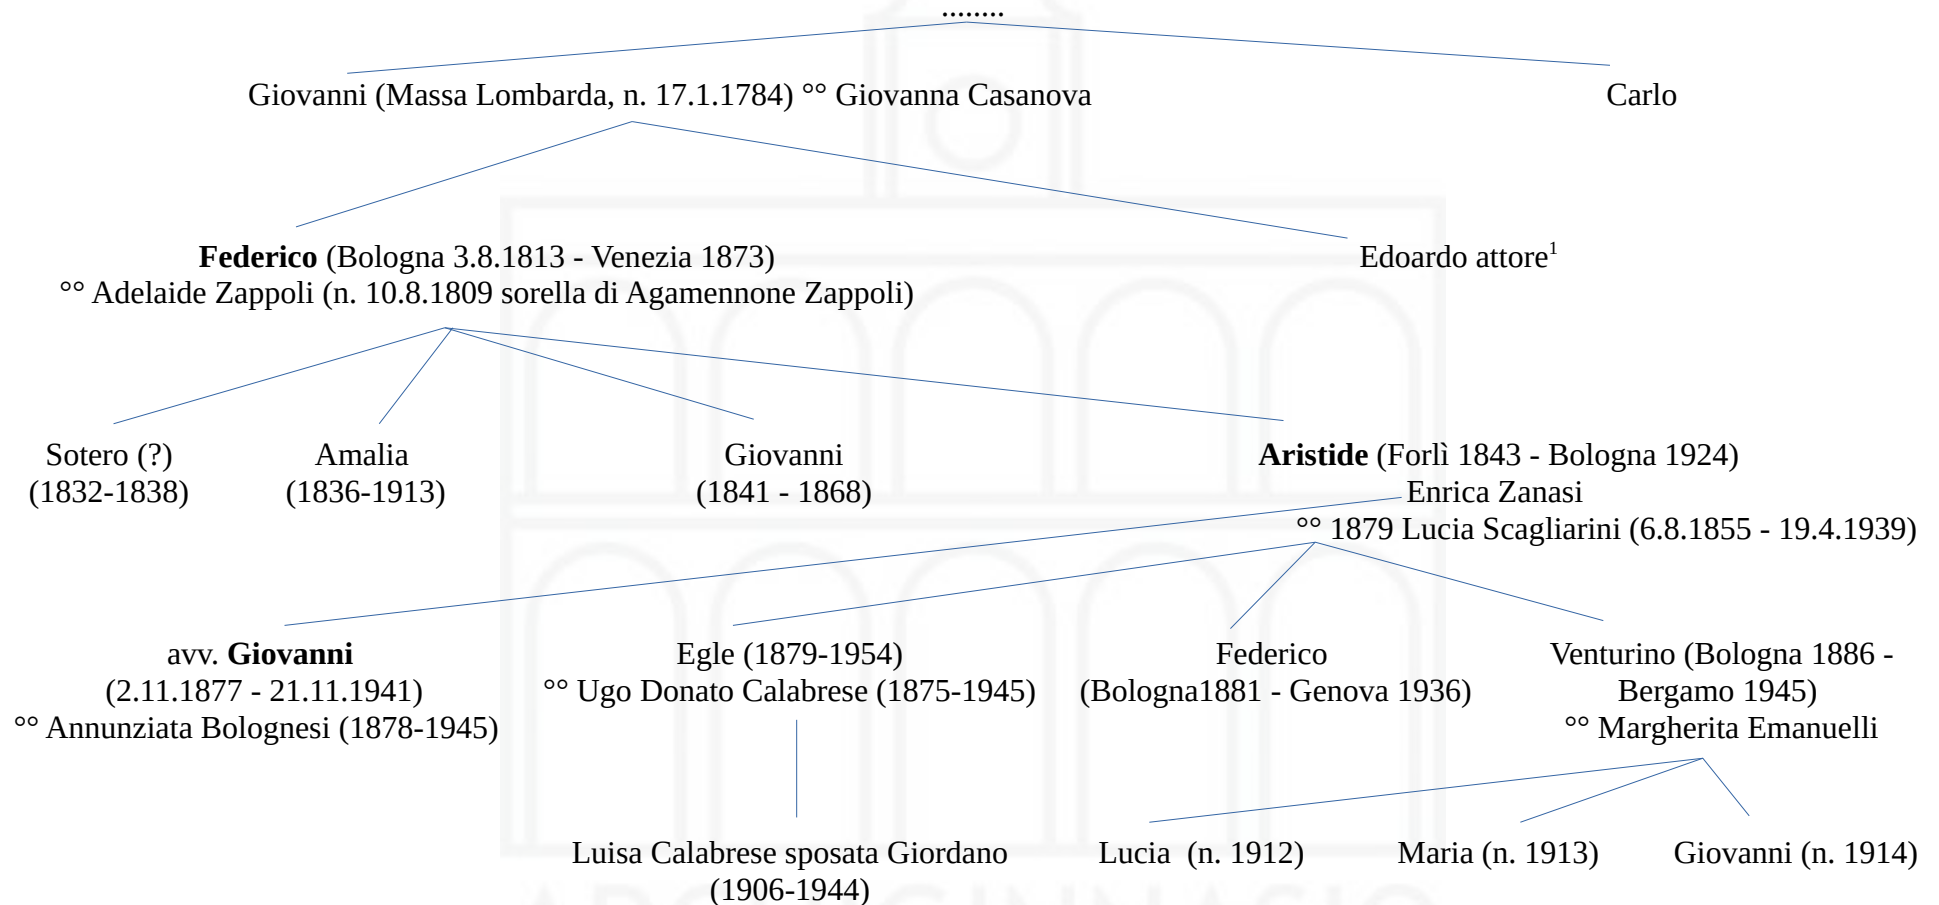 ........
Giovanni (Massa Lombarda, n. 17.1.1784) °° Giovanna Casanova
Carlo
Federico (Bologna 3.8.1813 - Venezia 1873)
°° Adelaide Zappoli (n. 10.8.1809 sorella di Agamennone Zappoli)
Edoardo attore¹
Sotero (?)
(1832-1838)
Amalia
(1836-1913)
Giovanni
(1841 - 1868)
Aristide (Forlì 1843 - Bologna 1924)
Enrica Zanasi
°° 1879 Lucia Scagliarini (6.8.1855 - 19.4.1939)
avv. Giovanni
(2.11.1877 - 21.11.1941)
°° Annunziata Bolognesi (1878-1945)
Egle (1879-1954)
°° Ugo Donato Calabrese (1875-1945)
Federico
(Bologna1881 - Genova 1936)
Venturino (Bologna 1886 -
Bergamo 1945)
°° Margherita Emanuelli
Luisa Calabrese sposata Giordano
(1906-1944)
Lucia  (n. 1912)
Maria (n. 1913)
Giovanni (n. 1914)